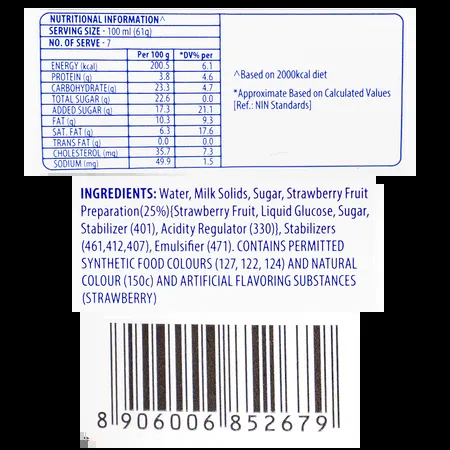 NUTRITIONAL INFORMATION^
SERVING SIZE - 100 ml (61g)
NO. OF SERVE - 7
Per 100 g *DV% per
ENERGY (kcal) 200.5 6.1
PROTEIN (g) 3.8 4.6
CARBOHYDRATE(g) 23.3 4.7
TOTAL SUGAR (g) 22.6 0.0
ADDED SUGAR (g) 17.3 21.1
FAT (g) 10.3 9.3
SAT. FAT (g) 6.3 17.6
TRANS FAT (g) 0.0 0.0
CHOLESTEROL (mg) 35.7 7.3
SODIUM (mg) 49.9 1.5
^Based on 2000kcal diet
*Approximate Based on Calculated Values
[Ref.: NIN Standards]
INGREDIENTS: Water, Milk Solids, Sugar, Strawberry Fruit
Preparation(25%){Strawberry Fruit, Liquid Glucose, Sugar,
Stabilizer (401), Acidity Regulator (330)}, Stabilizers
(461,412,407), Emulsifier (471). CONTAINS PERMITTED
SYNTHETIC FOOD COLOURS (127, 122, 124) AND NATURAL
COLOUR (150c) AND ARTIFICIAL FLAVORING SUBSTANCES
(STRAWBERRY)
8 906006 852679